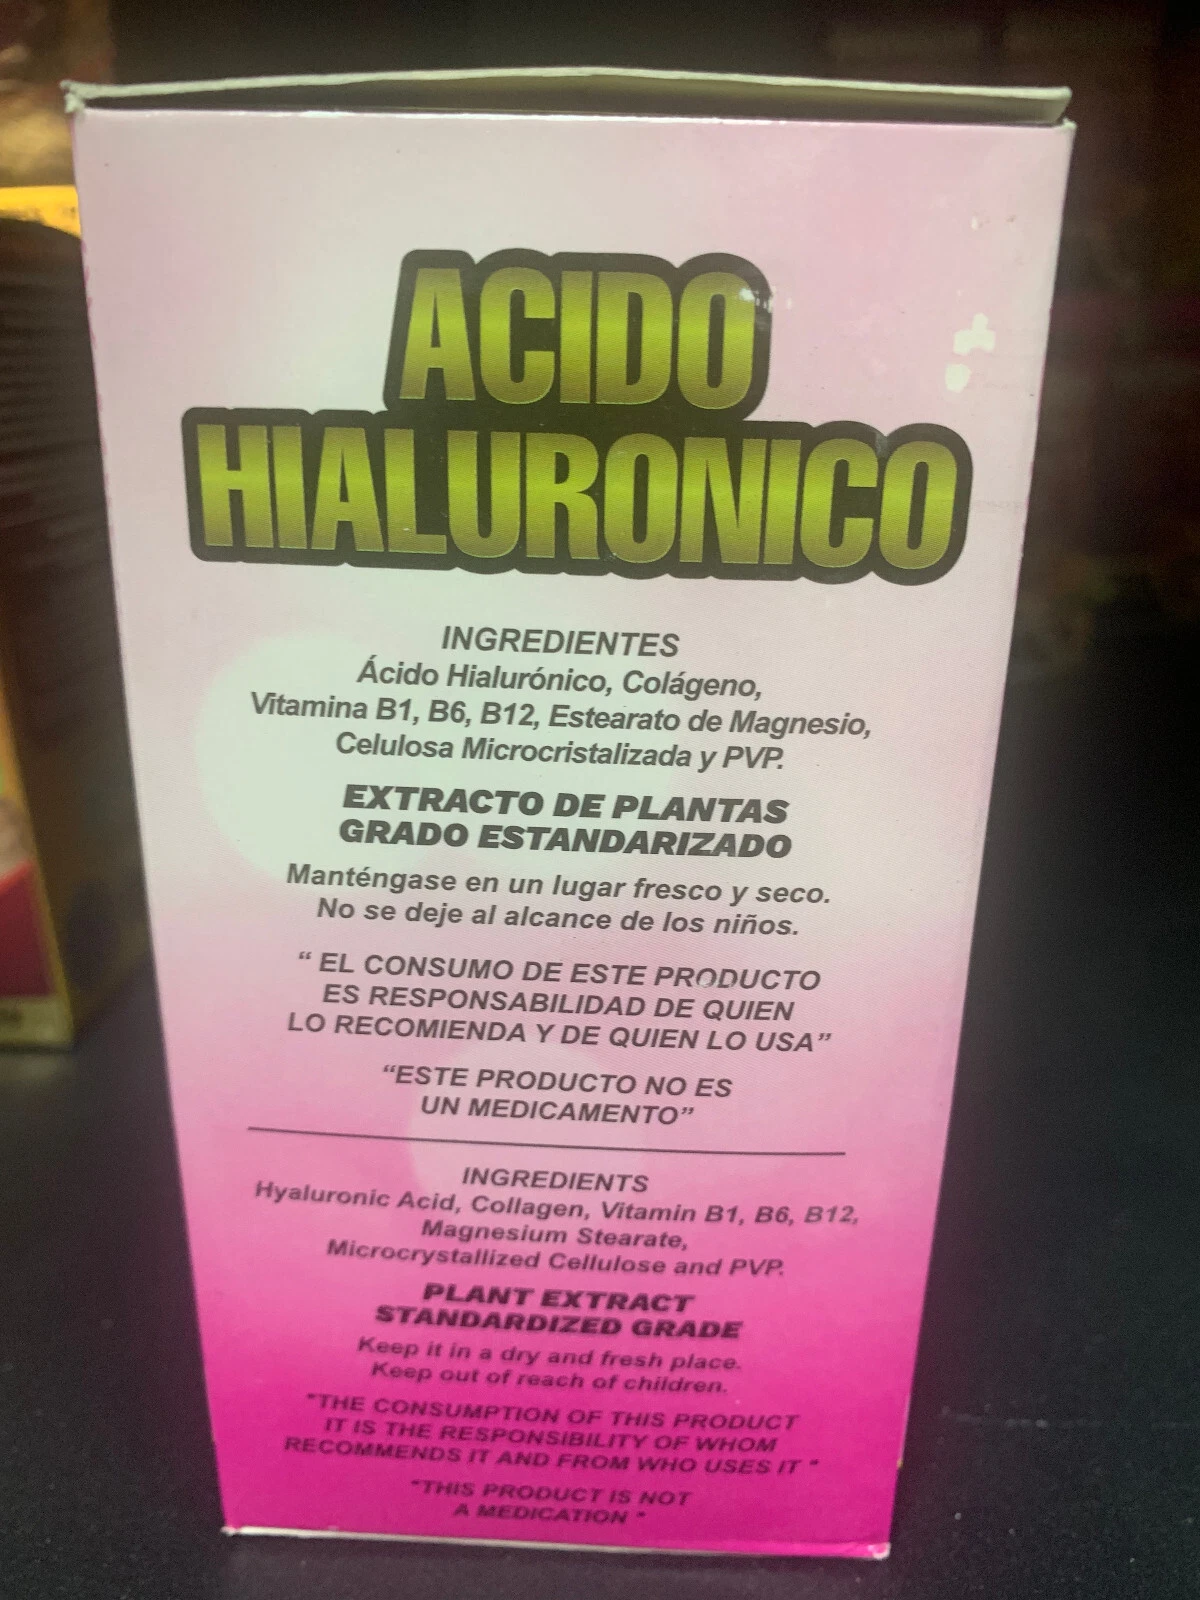 ACIDO
HIALURONICO
INGREDIENTES
Ácido Hialurónico, Colágeno,
Vitamina B1, B6, B12, Estearato de Magnesio,
Celulosa Microcristalizada y PVP.
EXTRACTO DE PLANTAS
GRADO ESTANDARIZADO
Manténgase en un lugar fresco y seco.
No se deje al alcance de los niños.
“ EL CONSUMO DE ESTE PRODUCTO
ES RESPONSABILIDAD DE QUIEN
LO RECOMIENDA Y DE QUIEN LO USA”
“ESTE PRODUCTO NO ES
UN MEDICAMENTO”
INGREDIENTS
Hyaluronic Acid, Collagen, Vitamin B1, B6, B12,
Magnesium Stearate,
Microcrystallized Cellulose and PVP.
PLANT EXTRACT
STANDARDIZED GRADE
Keep it in a dry and fresh place.
Keep out of reach of children.
"THE CONSUMPTION OF THIS PRODUCT
IT IS THE RESPONSIBILITY OF WHOM
RECOMMENDS IT AND FROM WHO USES IT "
"THIS PRODUCT IS NOT
A MEDICATION "